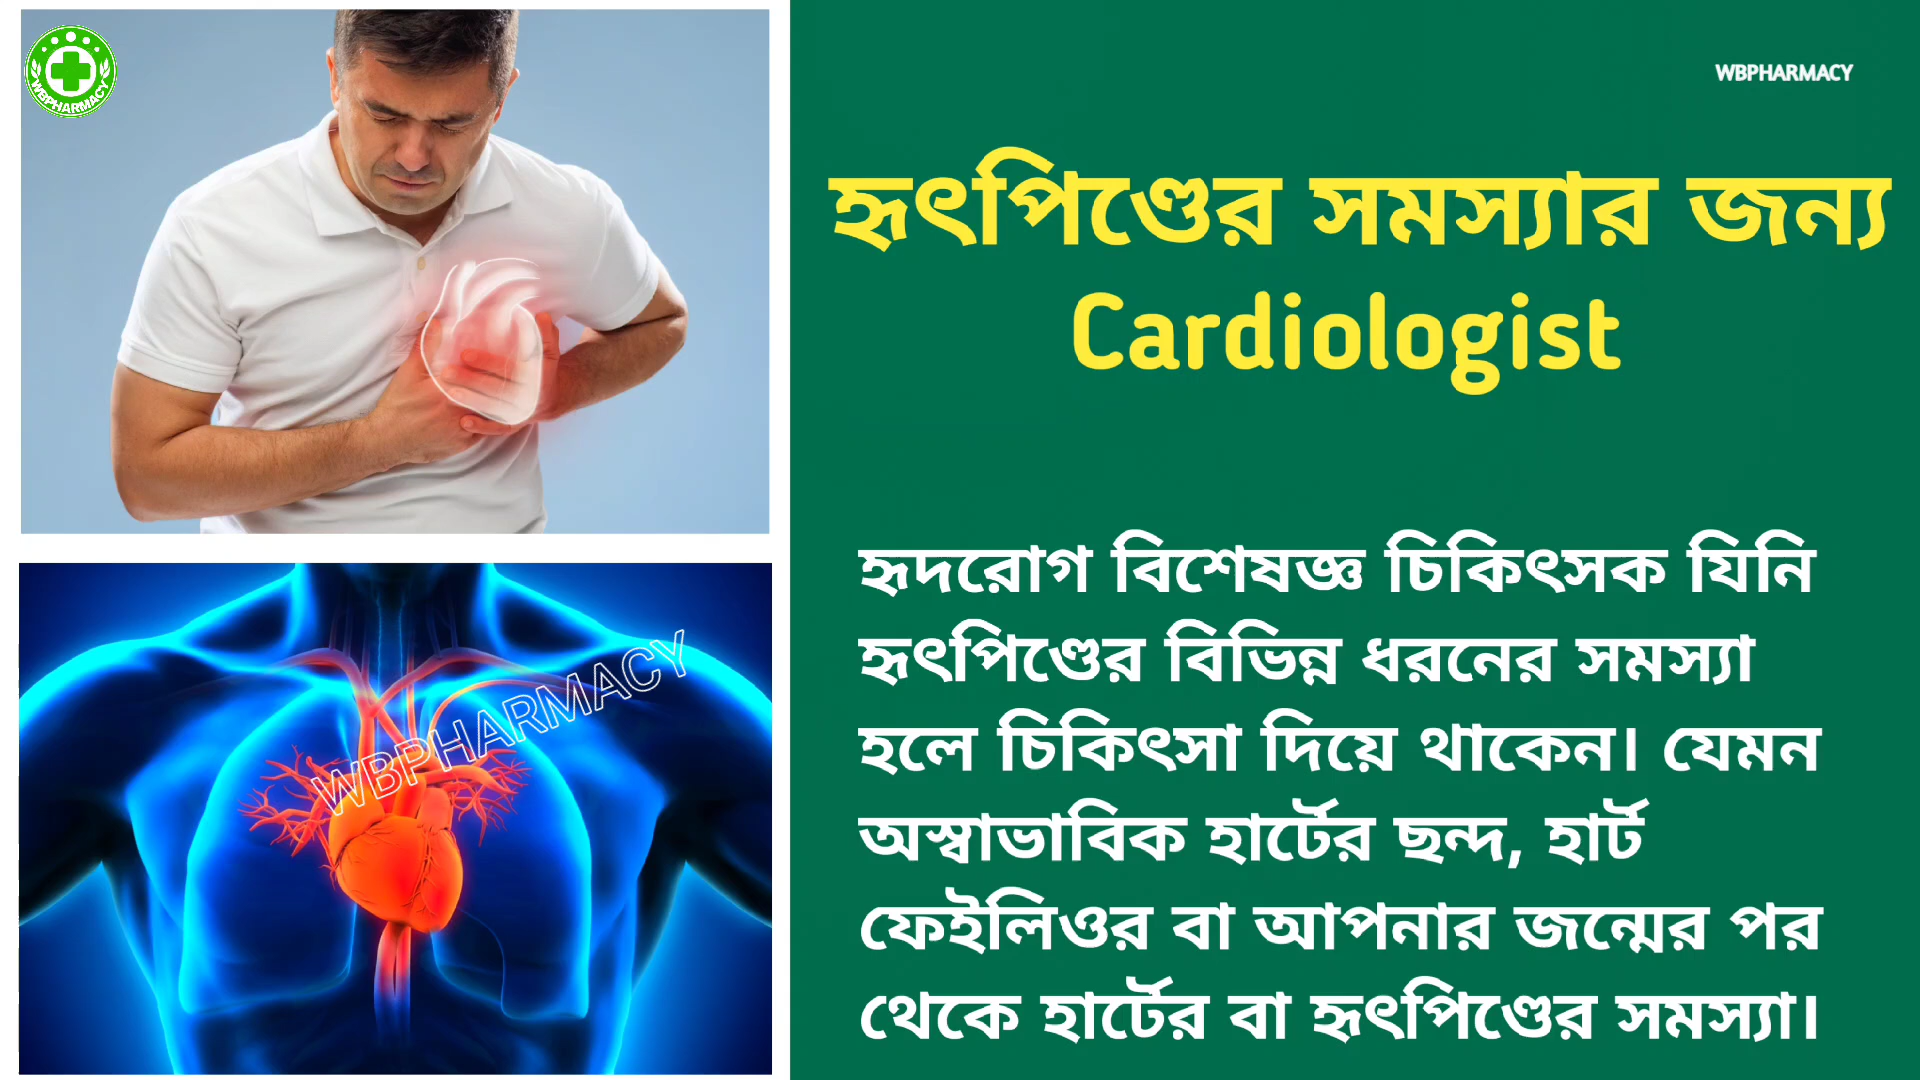 WBPHARMACY
WBPHARMACY
হৃৎপিণ্ডের সমস্যার জন্য
Cardiologist
WBPHARMACY
হৃদরোগ বিশেষজ্ঞ চিকিৎসক যিনি
হৃৎপিণ্ডের বিভিন্ন ধরনের সমস্যা
হলে চিকিৎসা দিয়ে থাকেন। যেমন
অস্বাভাবিক হার্টের ছন্দ, হার্ট
ফেইলিওর বা আপনার জন্মের পর
থেকে হার্টের বা হৃৎপিণ্ডের সমস্যা।